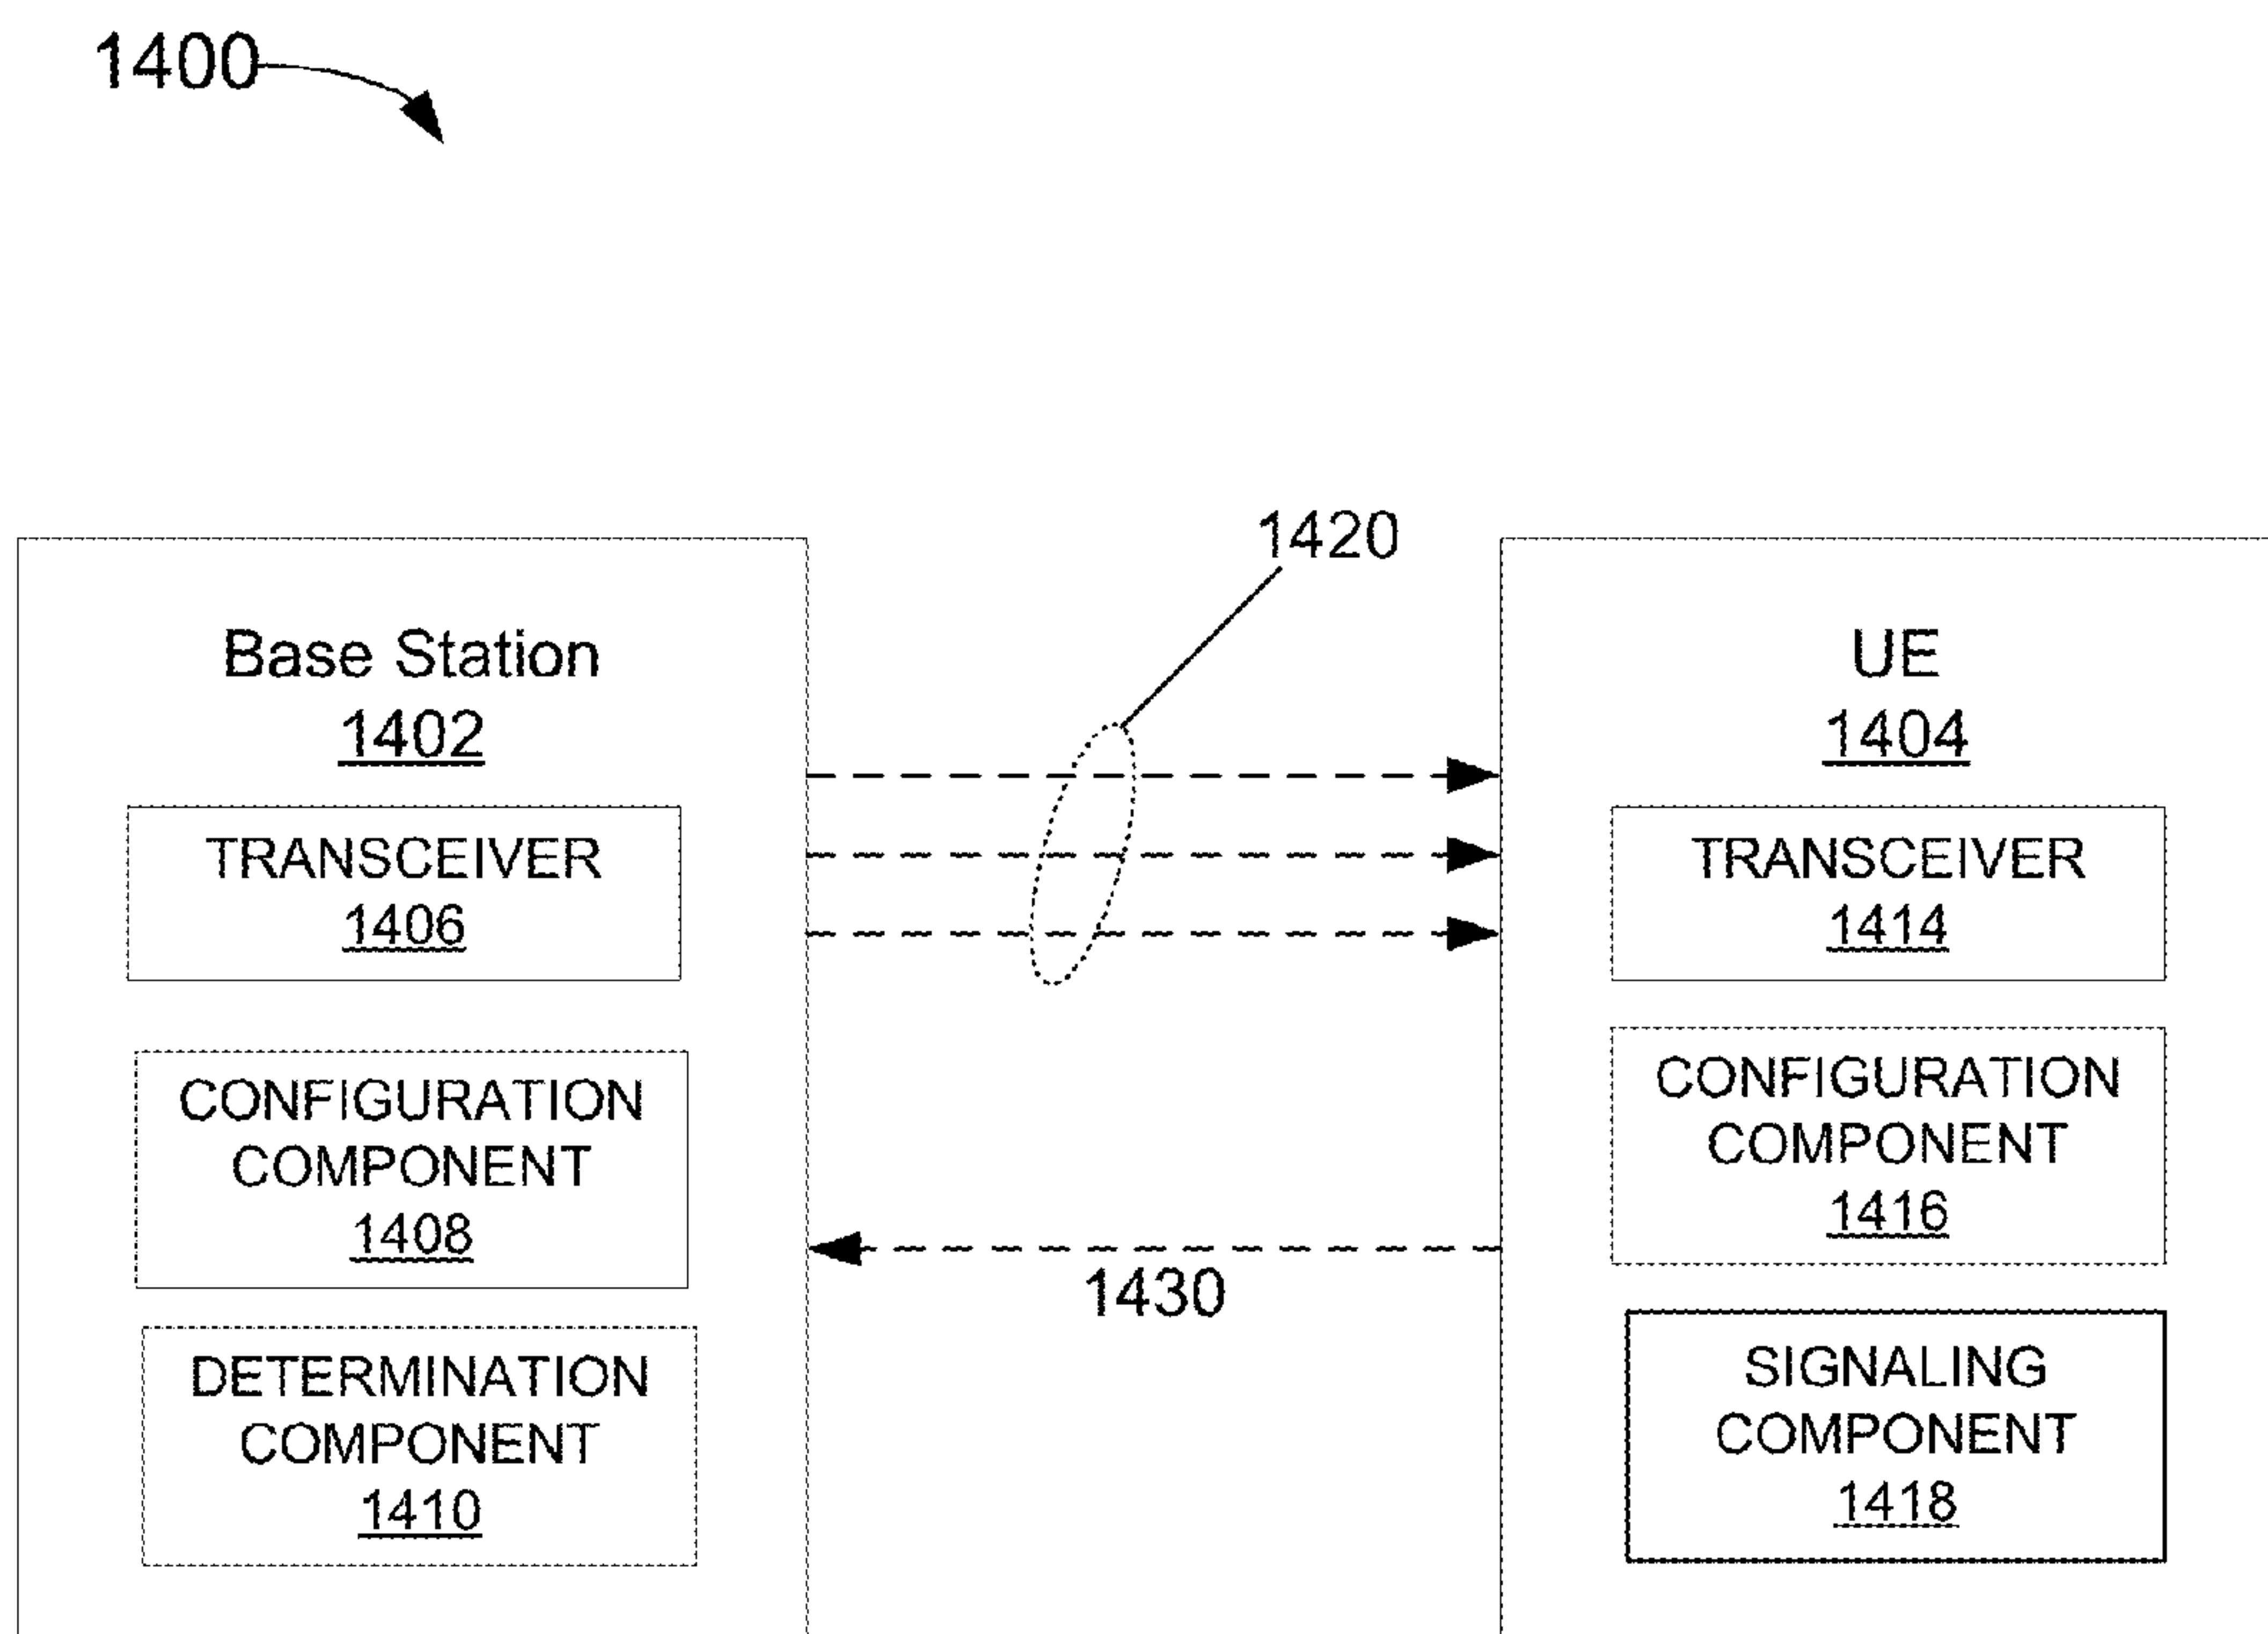 1400
1420
Base Station
1402
TRANSCEIVER
1406
CONFIGURATION
COMPONENT
1408
DETERMINATION
COMPONENT
1410
1430
UE
1404
TRANSCEIVER
1414
CONFIGURATION
COMPONENT
1416
SIGNALING
COMPONENT
1418